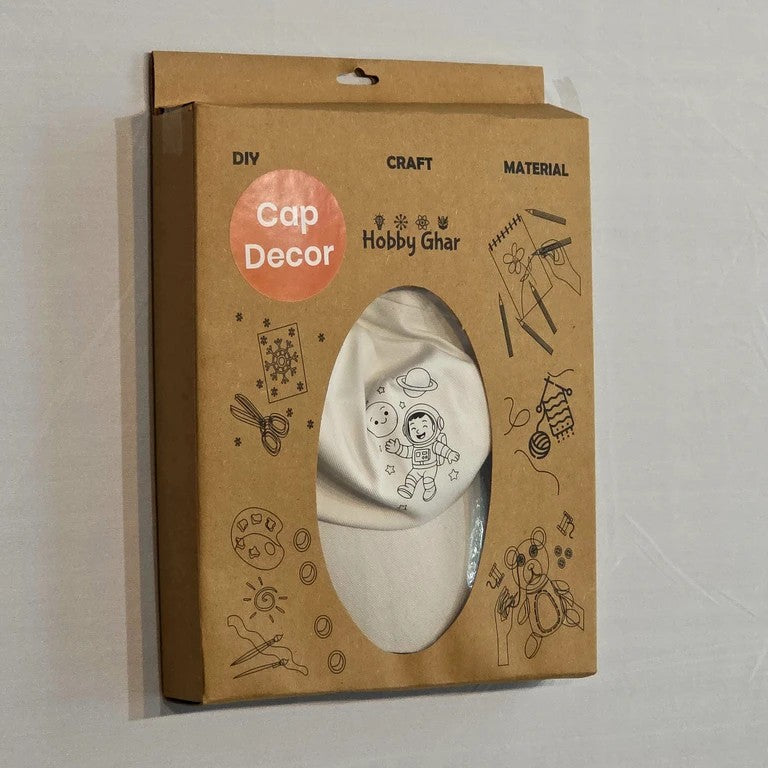 DIY
CRAFT
MATERIAL
Cap
Decor
Hobby Ghar